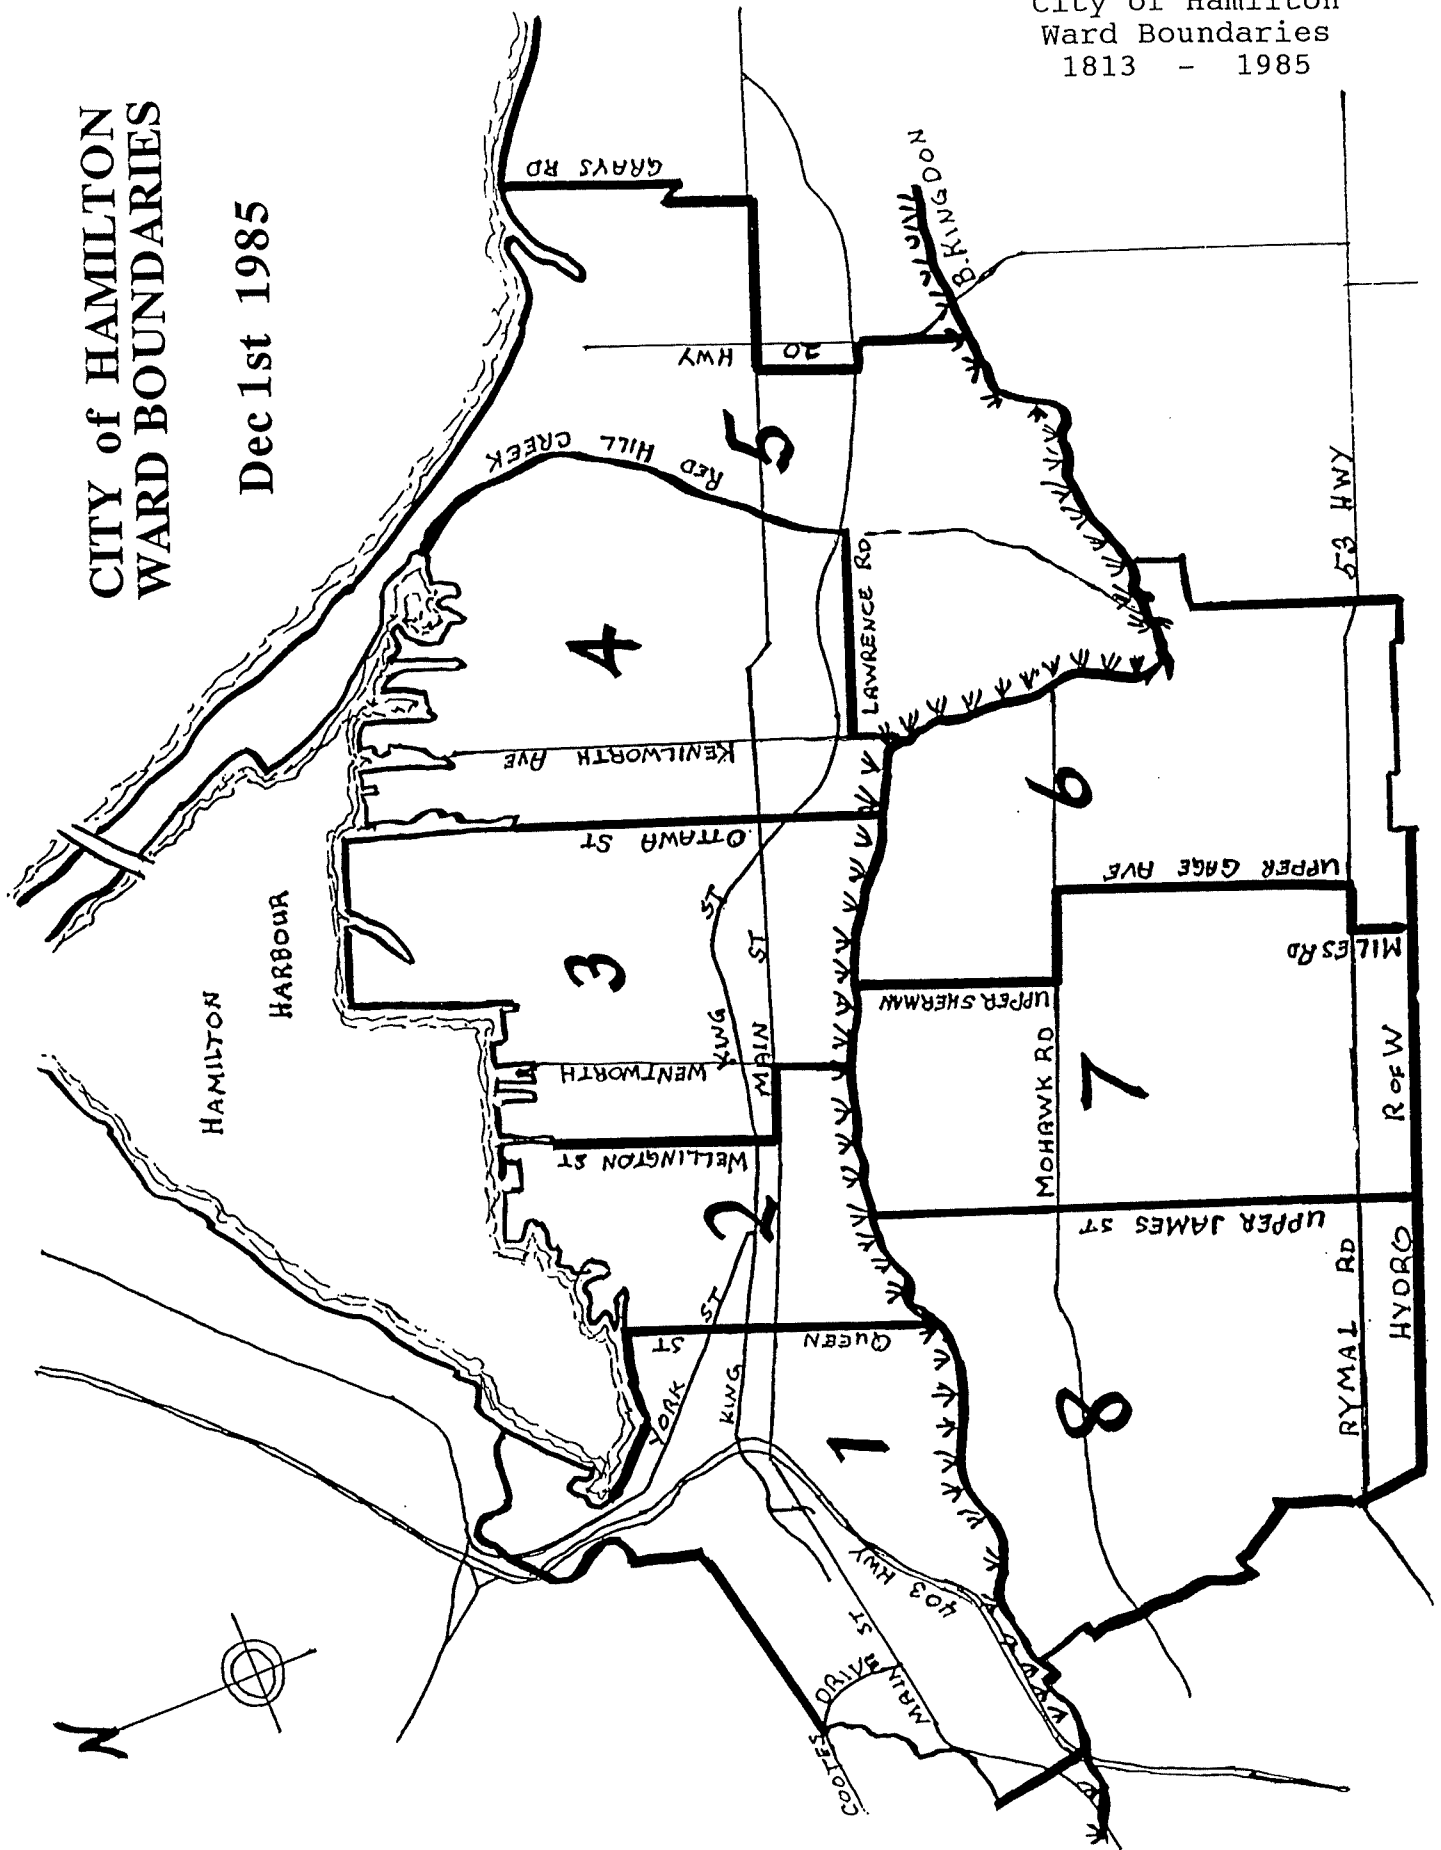 City of Hamilton
Ward Boundaries
1813 - 1985
CITY of HAMILTON
WARD BOUNDARIES
Dec 1st 1985
GRAYS RD
B. KINGDON
HWY 20
5
RED HILL CREEK
53 HWY
4
LAWRENCE RD
KENILWORTH AVE
6
OTTAWA ST
UPPER GAGE AVE
HAMILTON
HARBOUR
3
KING ST
MAIN ST
UPPER SHERMAN
MILES RD
WENTWORTH
MOHAWK RD
7
R of W
WELLINGTON ST
2
UPPER JAMES ST
YORK ST
QUEEN ST
KING
RYMAL RD
HYDRO
1
8
403 HWY
MAIN ST
COOTES DRIVE
N